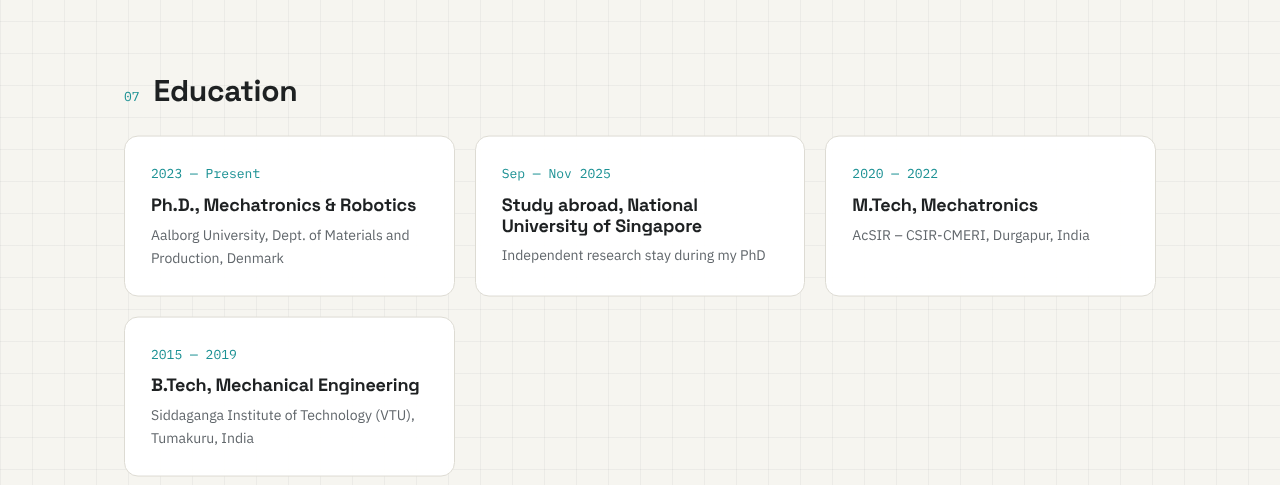 07 Education
2023 — Present
Ph.D., Mechatronics & Robotics
Aalborg University, Dept. of Materials and
Production, Denmark
Sep — Nov 2025
Study abroad, National
University of Singapore
Independent research stay during my PhD
2020 — 2022
M.Tech, Mechatronics
AcSIR – CSIR-CMERI, Durgapur, India
2015 — 2019
B.Tech, Mechanical Engineering
Siddaganga Institute of Technology (VTU),
Tumakuru, India